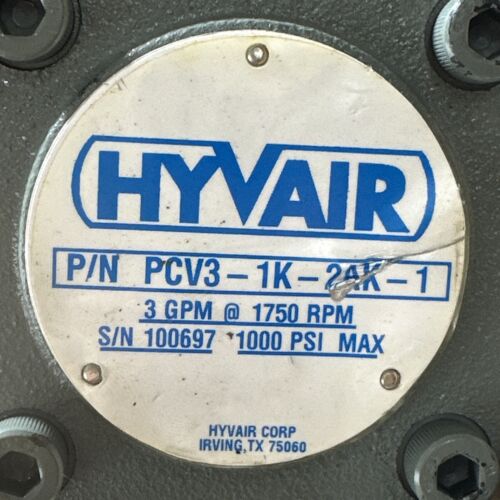 HYVAIR
P/N PCV3-1K-2AK-1
3 GPM @ 1750 RPM
S/N 100697 1000 PSI MAX
HYVAIR CORP
IRVING, TX 75060